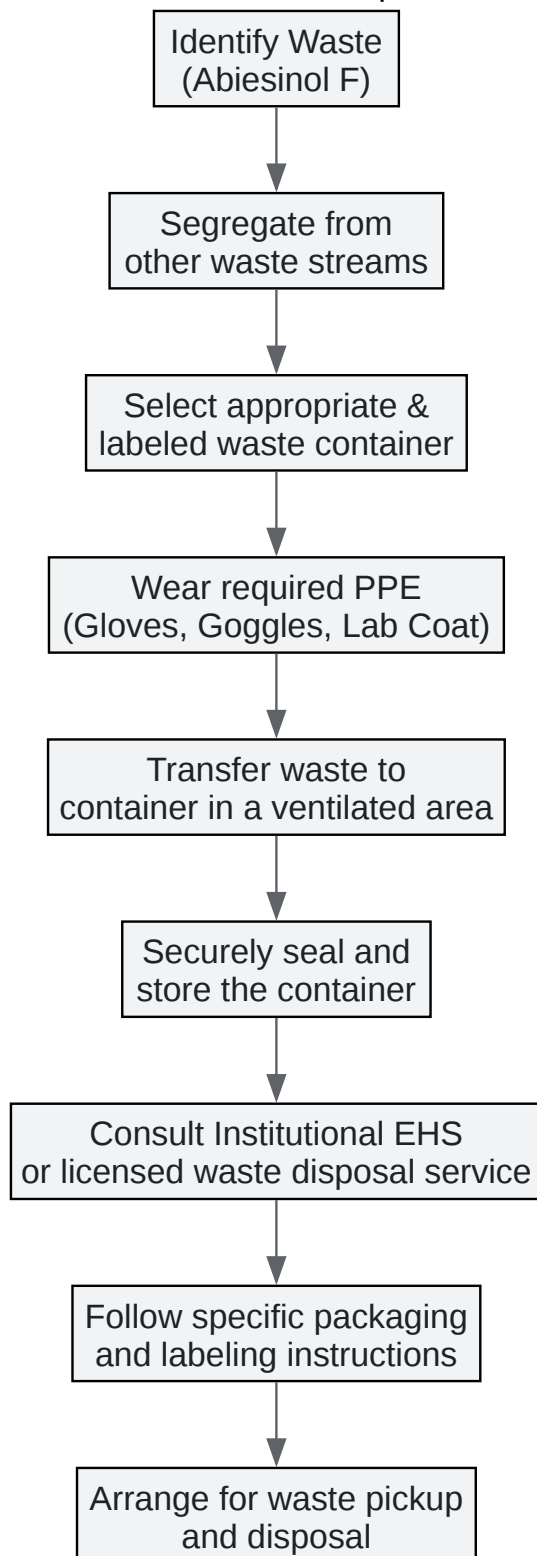 Identify Waste
(Abiesinol F)
Segregate from
other waste streams
Select appropriate &
labeled waste container
Wear required PPE
(Gloves, Goggles, Lab Coat)
Transfer waste to
container in a ventilated area
Securely seal and
store the container
Consult Institutional EHS
or licensed waste disposal service
Follow specific packaging
and labeling instructions
Arrange for waste pickup
and disposal